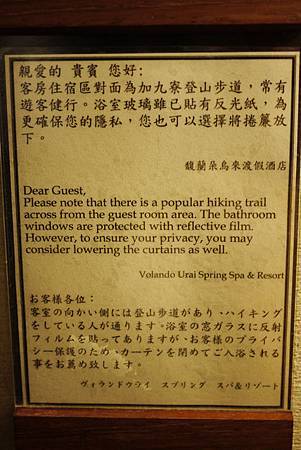 親愛的 貴賓 您好:
客房住宿區對面為加九寮登山步道，常有
遊客健行。浴室玻璃雖已貼有反光紙，為
更確保您的隱私，您也可以選擇將捲簾放
下。
馥蘭朵烏來渡假酒店
Dear Guest,
Please note that there is a popular hiking trail
across from the guest room area. The bathroom
windows are protected with reflective film.
However, to ensure your privacy, you may
consider lowering the curtains as well.
Volando Urai Spring Spa & Resort
お客様各位：
客室の向かい側には登山歩道があり、ハイキング
をしている人が通ります。浴室の窓ガラスに反射
フィルムを貼ってありますが、お客様のプライバ
シー保護のため、カーテンを閉めてご入浴される
事をお薦め致します。
ヴォランドウライ スプリング スパ&リゾート